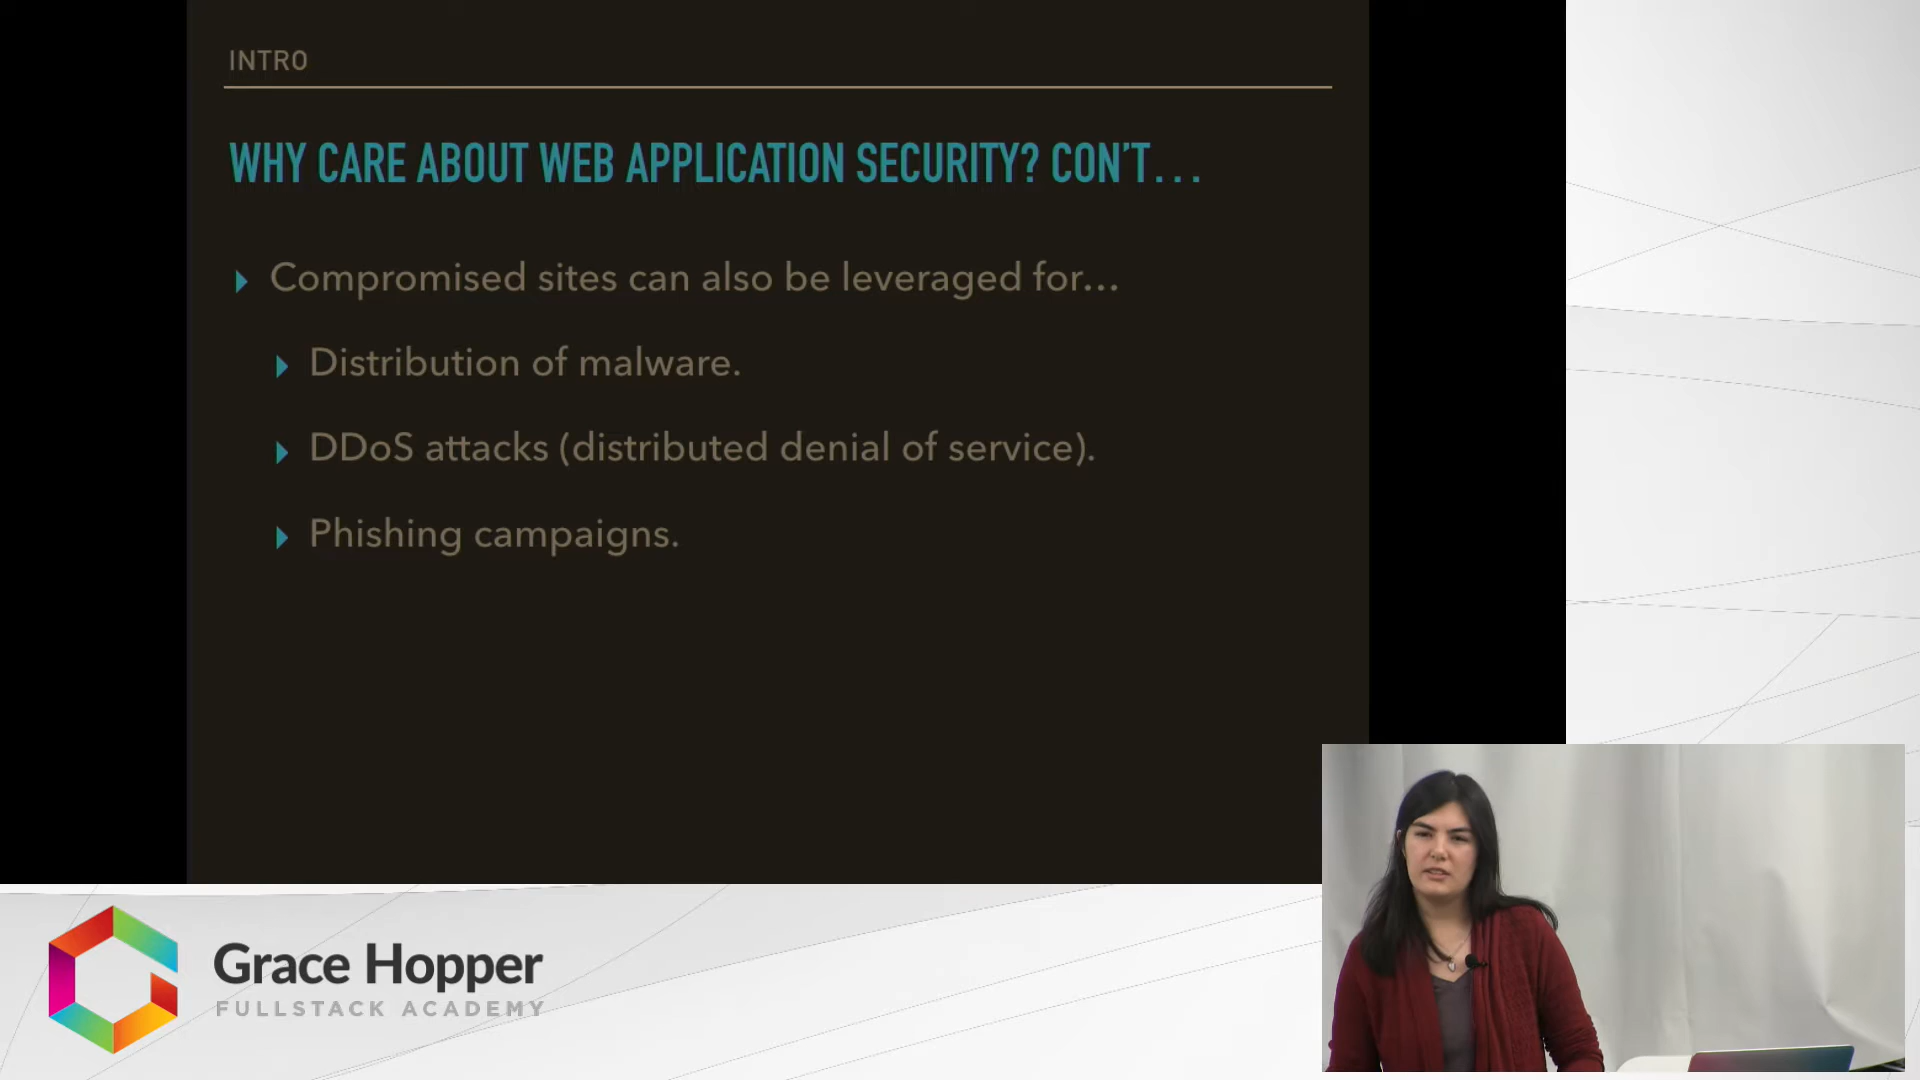 INTRO
WHY CARE ABOUT WEB APPLICATION SECURITY? CON'T...
Compromised sites can also be leveraged for...
Distribution of malware.
DDoS attacks (distributed denial of service).
Phishing campaigns.
Grace Hopper
FULLSTACK ACADEMY